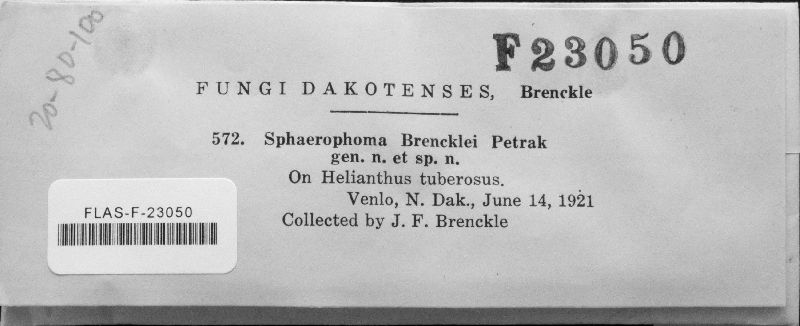 20-80-100
F23050
FUNGI DAKOTENSES, Brenckle
572. Sphaerophoma Brencklei Petrak
gen. n. et sp. n.
On Helianthus tuberosus.
Venlo, N. Dak., June 14, 1921
Collected by J. F. Brenckle
FLAS-F-23050